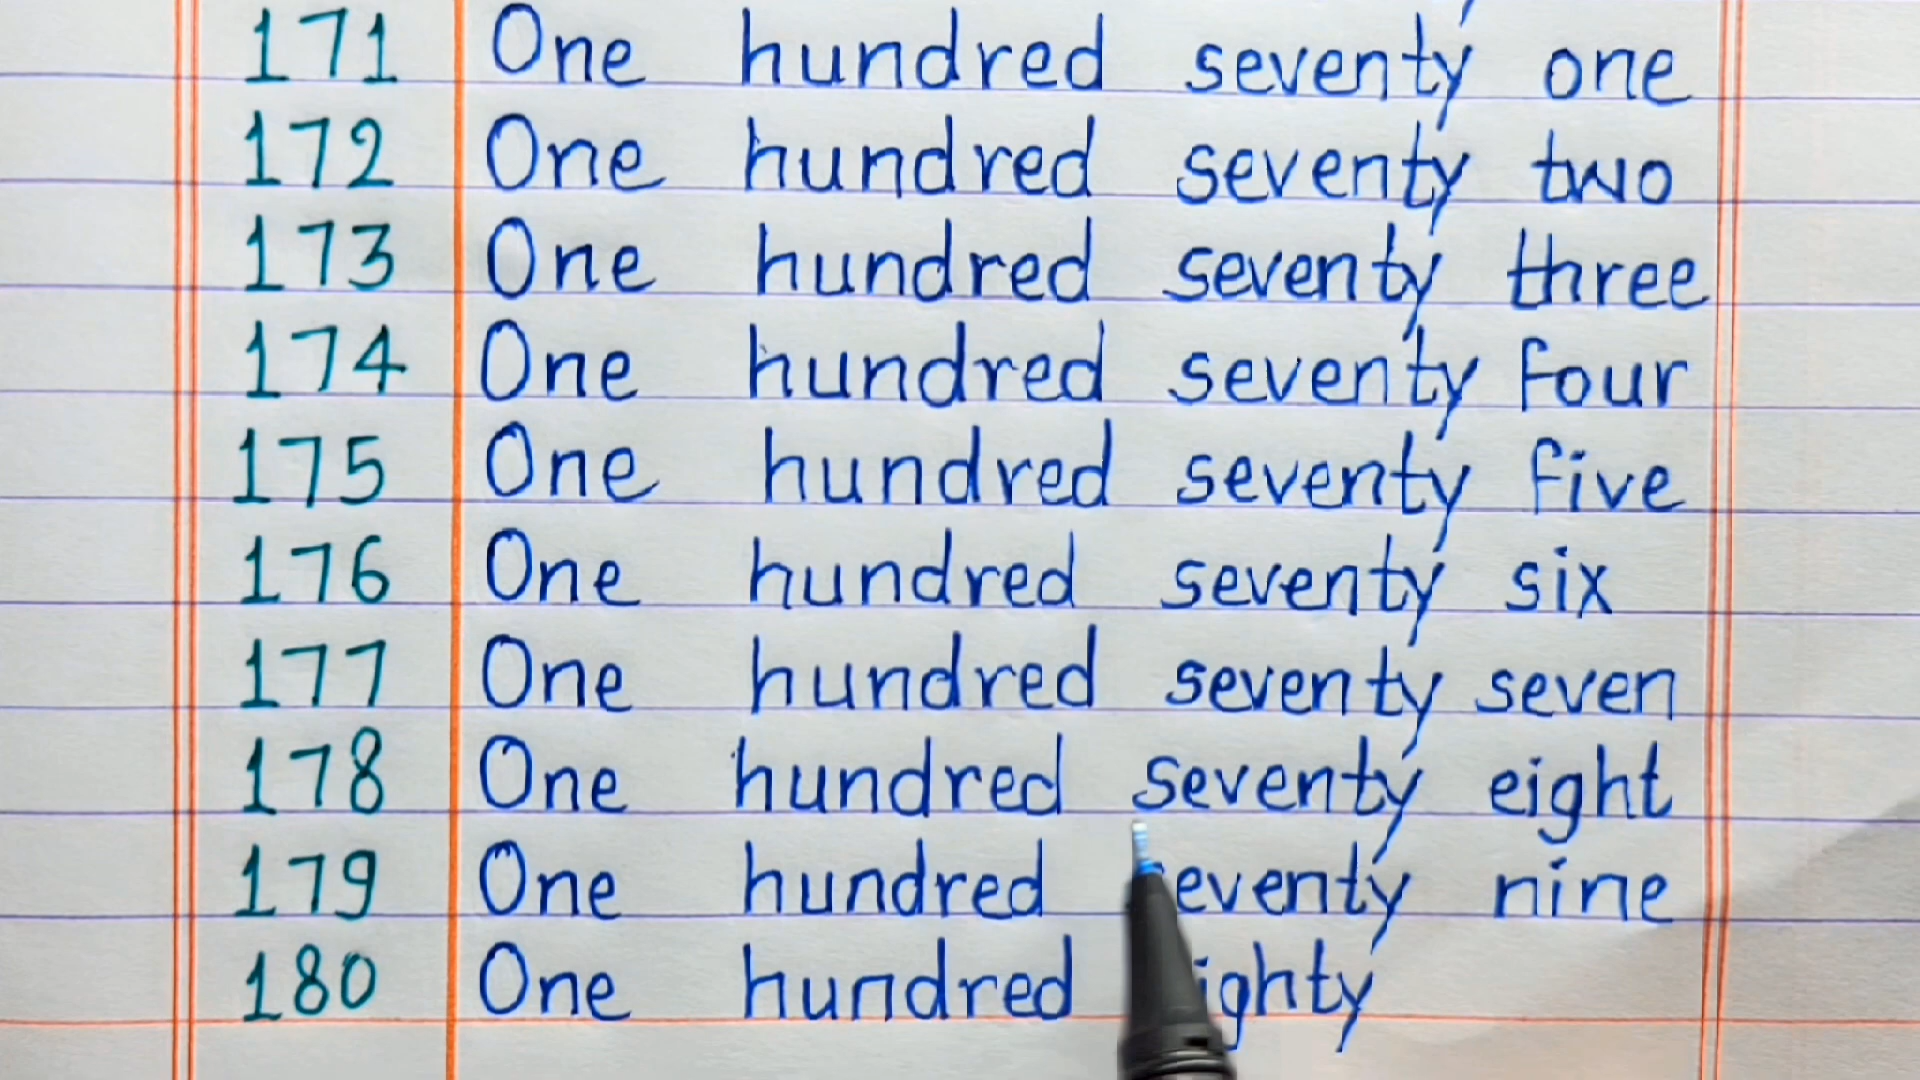 171 One hundred seventy one
172 One hundred seventy two
173 One hundred seventy three
174 One hundred seventy four
175 One hundred seventy five
176 One hundred seventy six
177 One hundred seventy seven
178 One hundred seventy eight
179 One hundred seventy nine
180 One hundred eighty